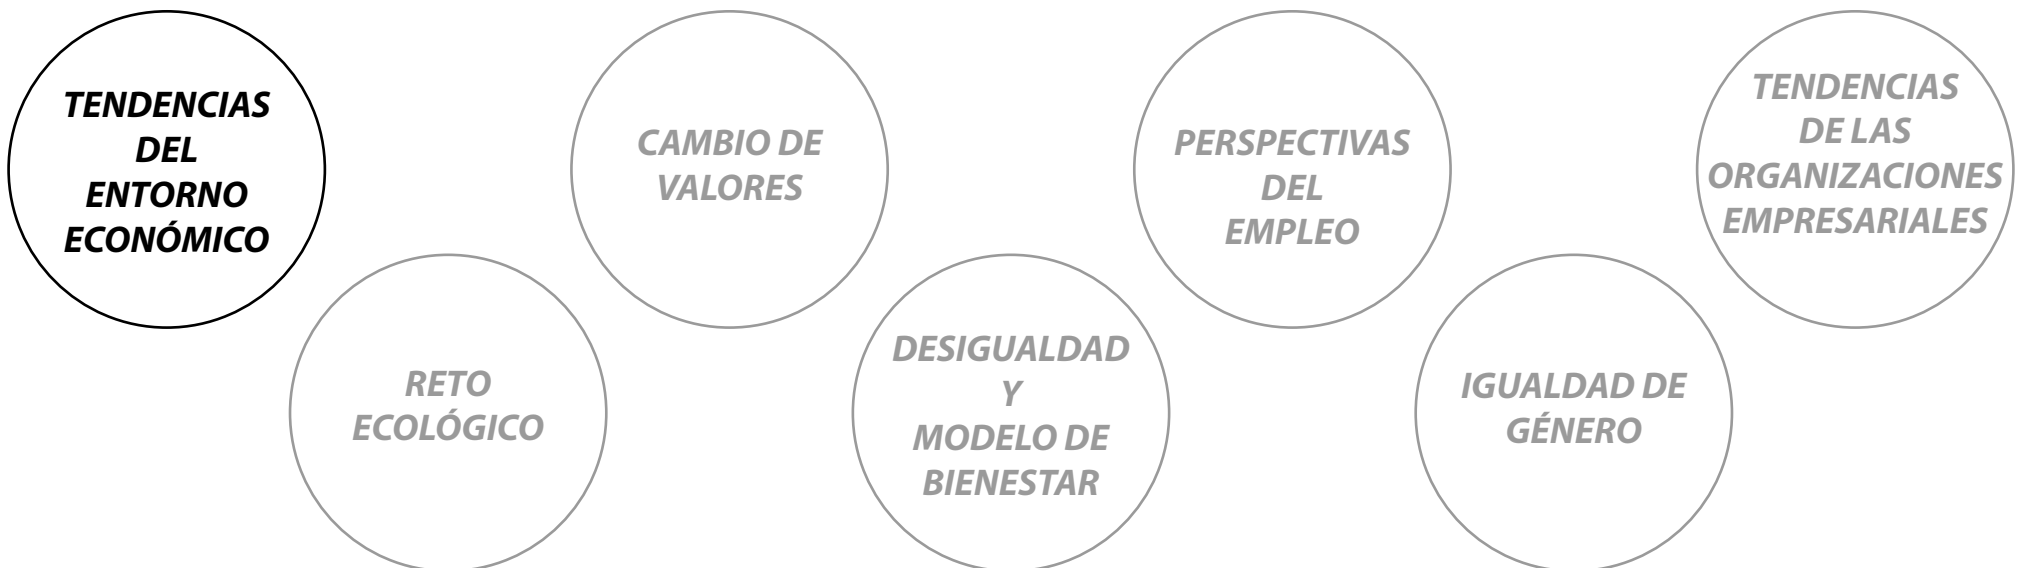 TENDENCIAS
DEL
ENTORNO
ECONÓMICO
RETO
ECOLÓGICO
CAMBIO DE
VALORES
DESIGUALDAD
Y
MODELO DE
BIENESTAR
PERSPECTIVAS
DEL
EMPLEO
IGUALDAD DE
GÉNERO
TENDENCIAS
DE LAS
ORGANIZACIONES
EMPRESARIALES